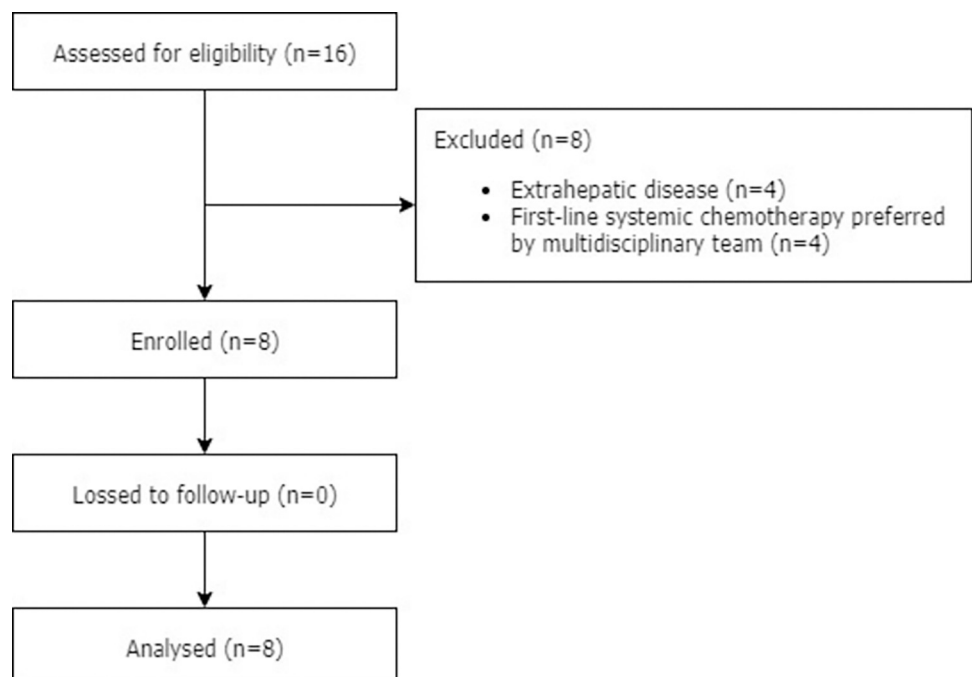 Assessed for eligibility (n=16)
Excluded (n=8)
• Extrahepatic disease (n=4)
• First-line systemic chemotherapy preferred
by multidisciplinary team (n=4)
Enrolled (n=8)
Lossed to follow-up (n=0)
Analysed (n=8)